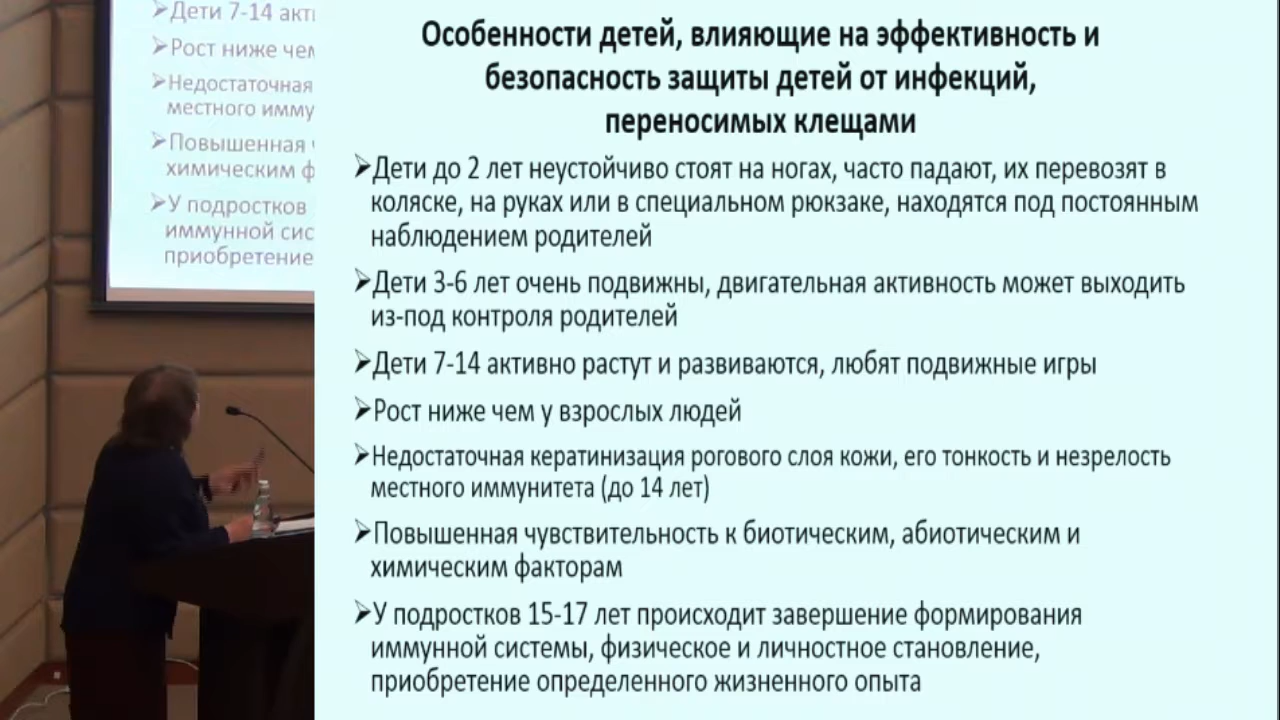 Дети 7-14
Рост ниже чем
Недостаточная
местного
Повышенная
химическим
У подростков
иммунной
приобретение
Особенности детей, влияющие на эффективность и
безопасность защиты детей от инфекций,
переносимых клещами
➢Дети до 2 лет неустойчиво стоят на ногах, часто падают, их перевозят в
коляске, на руках или в специальном рюкзаке, находятся под постоянным
наблюдением родителей
➢Дети 3-6 лет очень подвижны, двигательная активность может выходить
из-под контроля родителей
➢Дети 7-14 активно растут и развиваются, любят подвижные игры
➢Рост ниже чем у взрослых людей
➢Недостаточная кератинизация рогового слоя кожи, его тонкость и незрелость
местного иммунитета (до 14 лет)
➢Повышенная чувствительность к биотическим, абиотическим и
химическим факторам
➢У подростков 15-17 лет происходит завершение формирования
иммунной системы, физическое и личностное становление,
приобретение определенного жизненного опыта